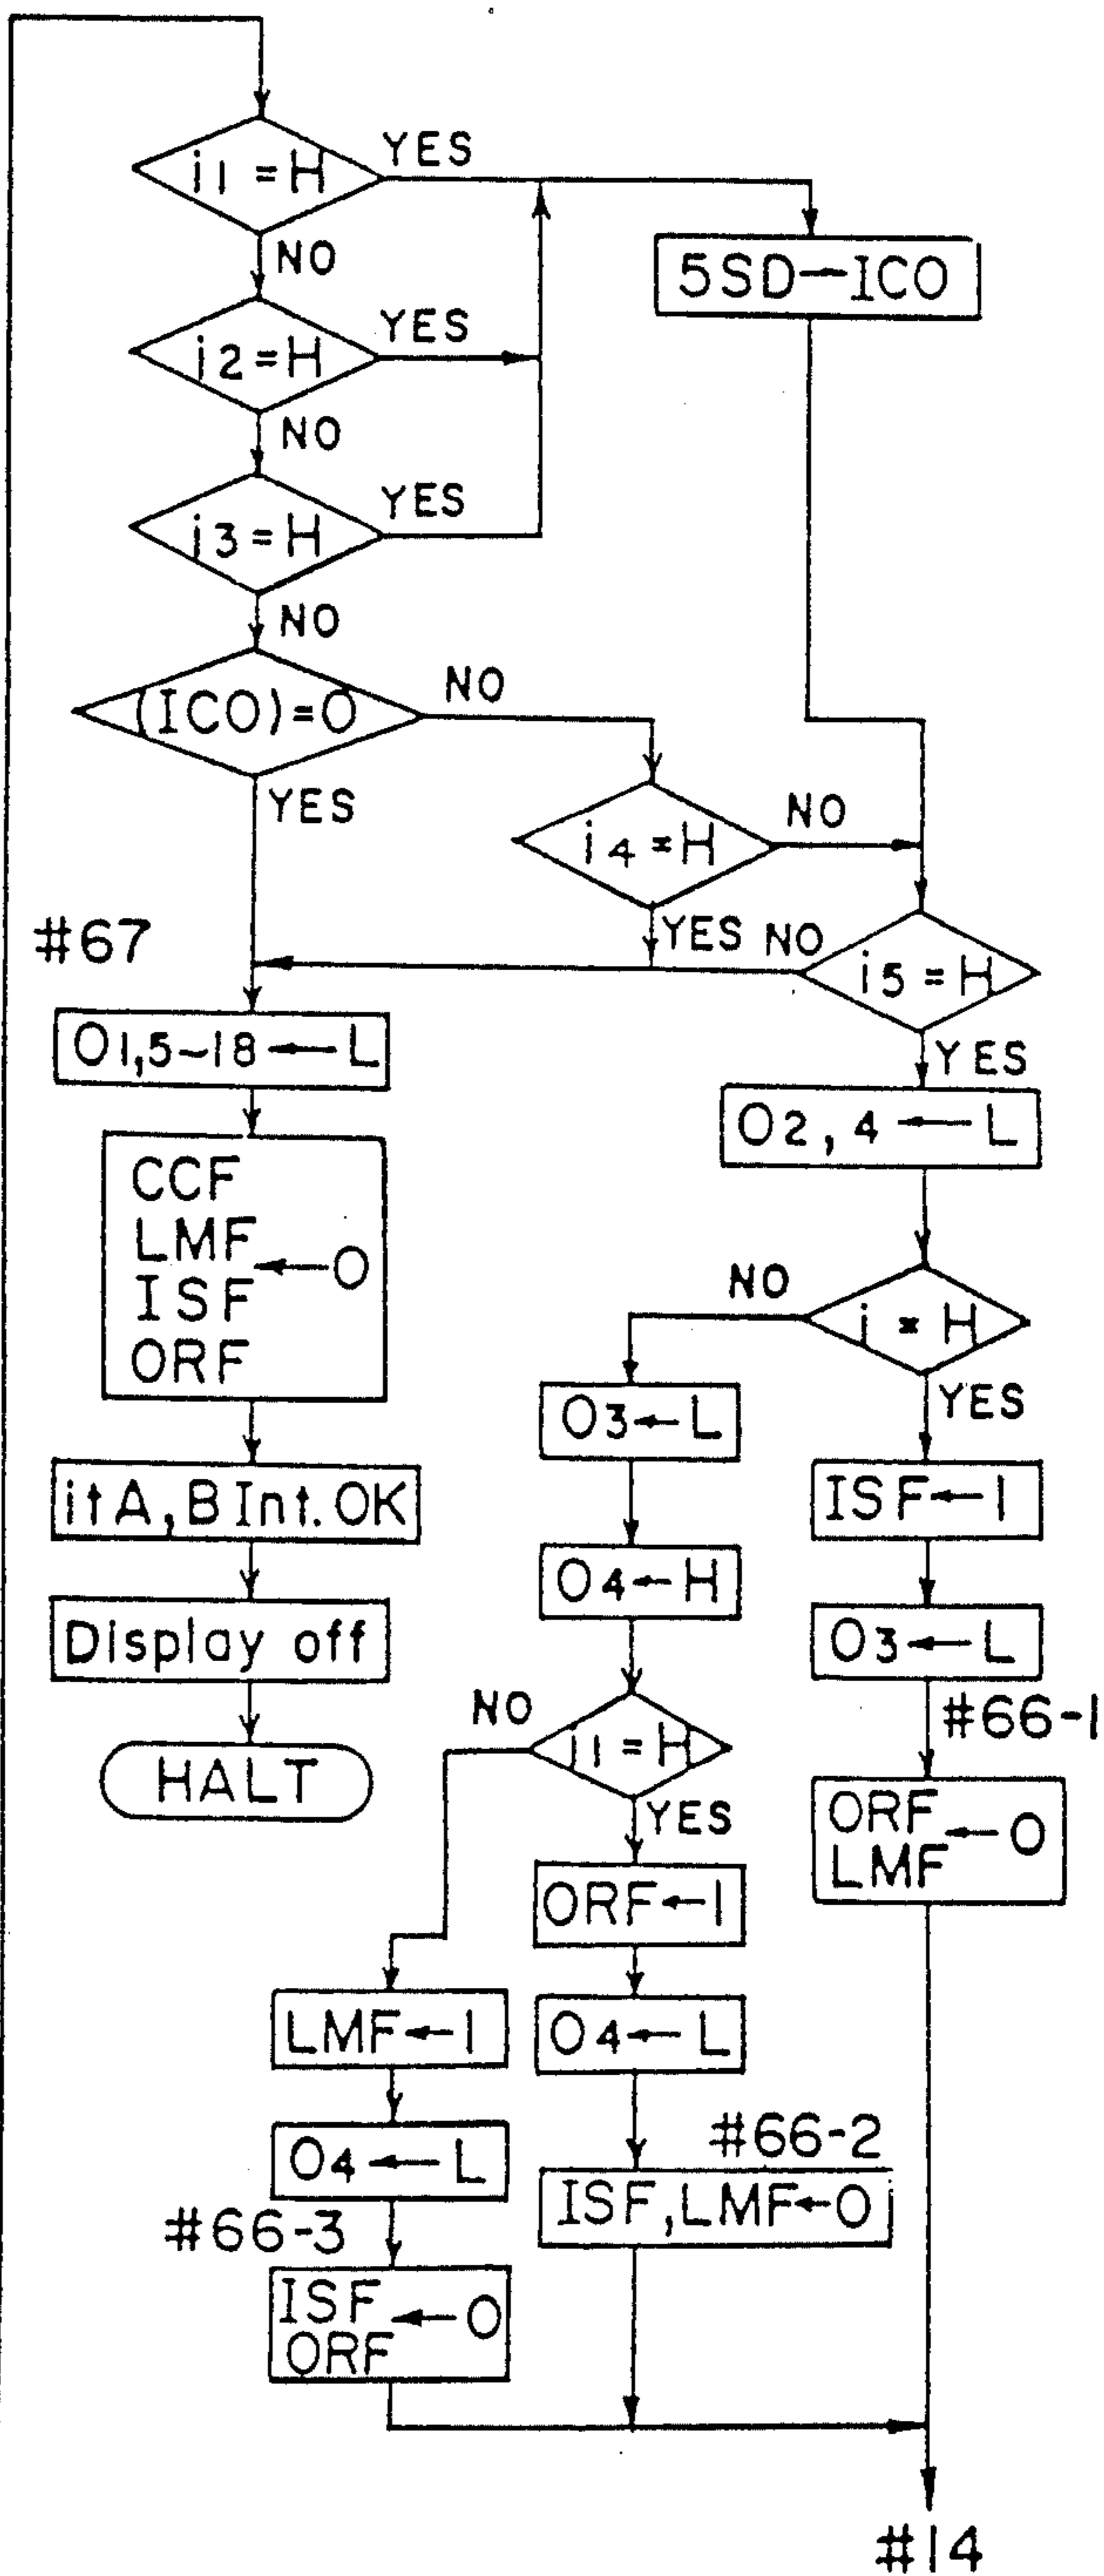 i1 = H
YES
NO
5SD←ICO
i2 = H
YES
NO
i3 = H
YES
NO
(ICO)=0
NO
YES
i4 = H
NO
YES
#67
i5 = H
NO
YES
O1,5~18 ← L
O2, 4 ← L
CCF
LMF
ISF
ORF
← 0
i = H
NO
YES
O3 ← L
ISF ← 1
itA, B Int. OK
O4 ← H
O3 ← L
Display off
#66-1
i1 = H
NO
YES
HALT
ORF
LMF
← 0
ORF ← 1
LMF ← 1
O4 ← L
O4 ← L
#66-2
ISF, LMF ← 0
#66-3
ISF
ORF
← 0
#14